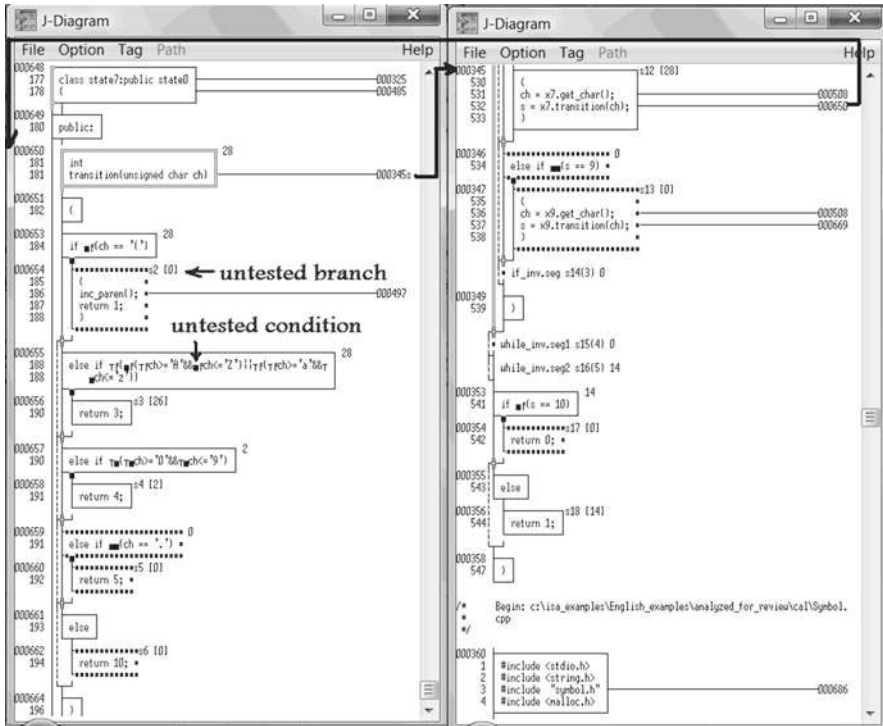 J-Diagram
File Option Tag Path Help
000648
177 class state7:public state0 000325
178 { 000485
000649
180 public:
000650 28
181 int
181 transition(unsigned char ch) 000345s
000651
182 {
000653 28
184 if (ch == '(')
000654 s2 [0] untested branch
185 {
186 inc_paren(); 000497
187 return 1;
188 }
untested condition
000655 28
188 else if
188
000656 s3 [26]
190 return 3;
000657 2
190 else if
000658 s4 [2]
191 return 4;
000659 0
191 else if (ch == '.')
000660 s5 [0]
192 return 5;
000661
193 else
000662 s6 [0]
194 return 10;
000664
196 }
J-Diagram
File Option Tag Path Help
000345 s12 [28]
530 {
531 ch = x7.get_char(); 000508
532 s = x7.transition(ch); 000650
533 }
000346 0
534 else if (s == 9)
000347 s13 [0]
535 {
536 ch = x9.get_char(); 000508
537 s = x9.transition(ch); 000669
538 }
if_inv.seg s14(3) 0
000349
539 }
while_inv.seg1 s15(4) 0
while_inv.seg2 s16(5) 14
000353 14
541 if (s == 10)
000354 s17 [0]
542 return 0;
000355
543 else
000356 s18 [14]
544 return 1;
000358
547 }
/* Begin: c:\isa_examples\English_examples\analyzed_for_review\cal\Symbol.
* cpp
*/
000360
1 #include <stdio.h>
2 #include <string.h>
3 #include "symbol.h" 000686
4 #include <malloc.h>